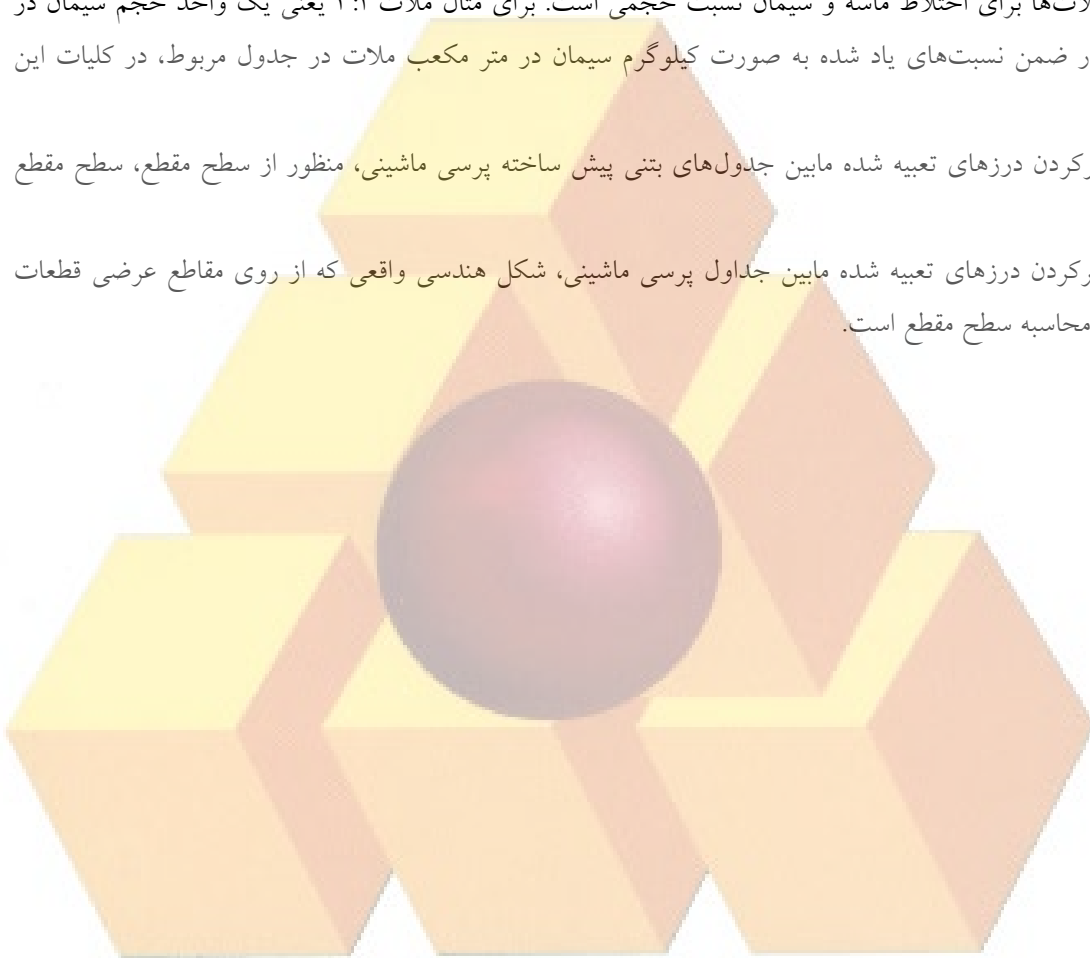 برای اختلاط ماسه و سیمان نسبت حجمی است. برای مثال ملات ۱:۲ یعنی یک واحد حجم سیمان در
ضمن نسبت‌های یاد شده به صورت کیلوگرم سیمان در متر مکعب ملات در جدول مربوط، در کلیات این
درزهای تعبیه شده مابین جدول‌های بتنی پیش ساخته پرسی ماشینی، منظور از سطح مقطع، سطح مقطع
درزهای تعبیه شده مابین جداول پرسی ماشینی، شکل هندسی واقعی که از روی مقاطع عرضی قطعات
محاسبه سطح مقطع است.